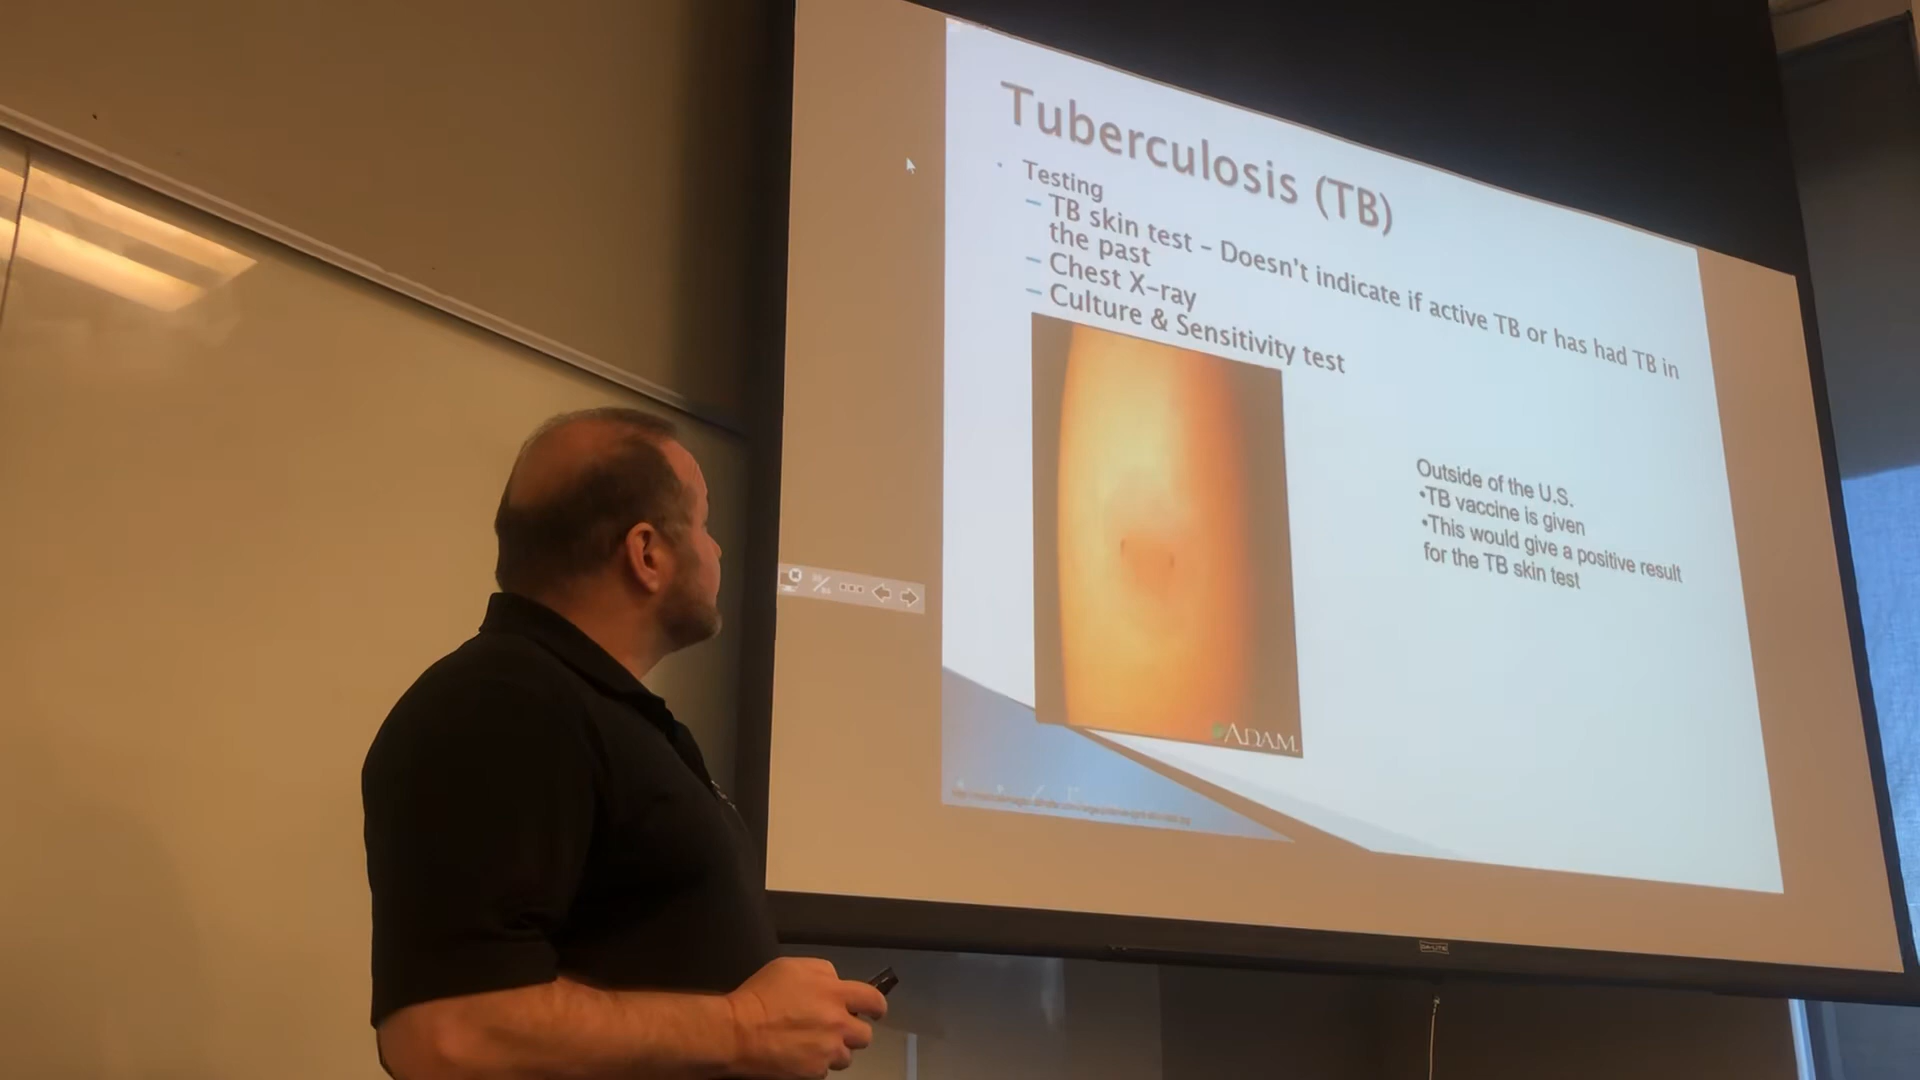 Tuberculosis (TB)
Testing
– TB skin test – Doesn't indicate if active TB or has had TB in
the past
– Chest X-ray
– Culture & Sensitivity test
Outside of the U.S.
•TB vaccine is given
•This would give a positive result
for the TB skin test
ADAM.
DA-LITE